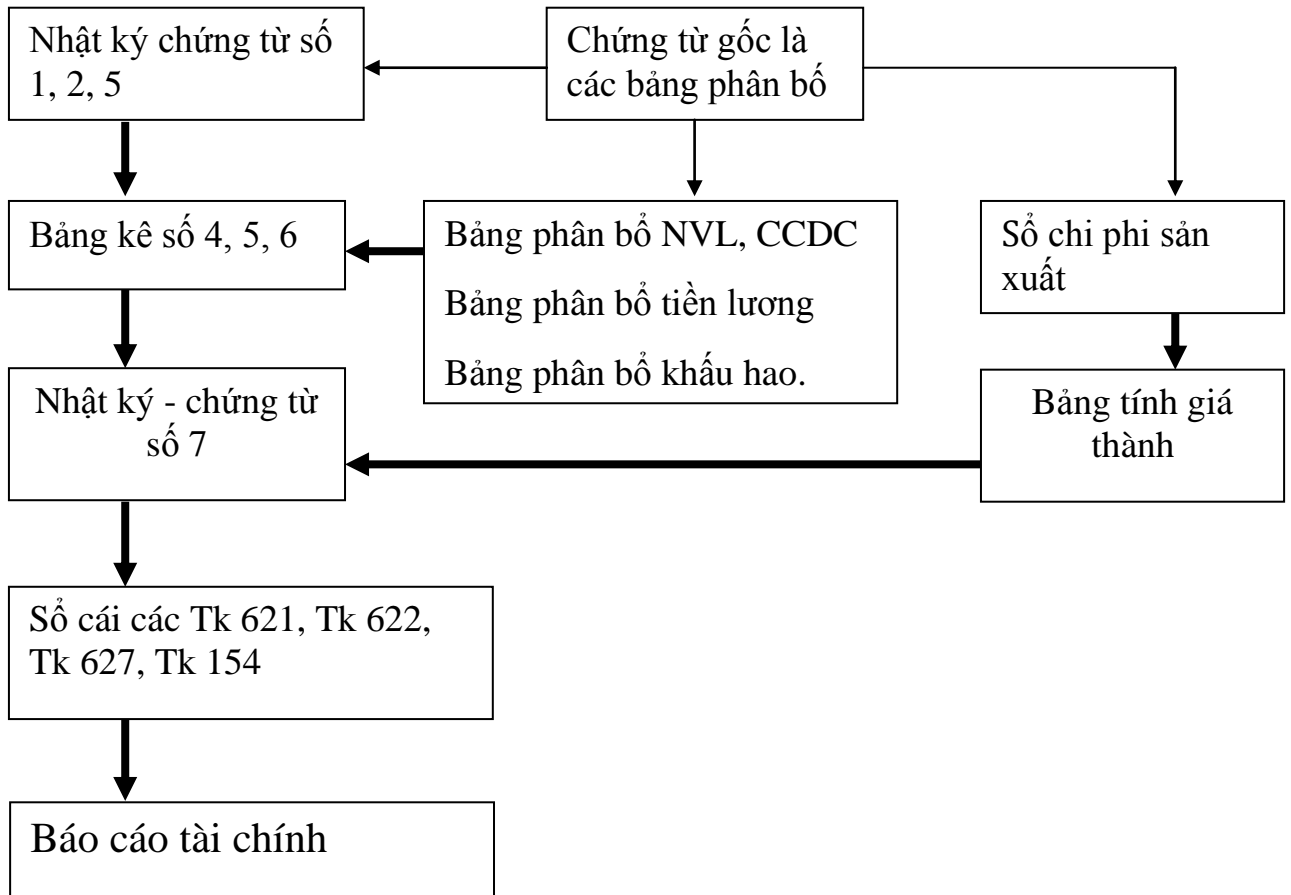 Nhật ký chứng từ số
1, 2, 5
Chứng từ gốc là
các bảng phân bố
Bảng kê số 4, 5, 6
Bảng phân bổ NVL, CCDC
Bảng phân bổ tiền lương
Bảng phân bổ khấu hao.
Sổ chi phi sản
xuất
Nhật ký - chứng từ
số 7
Bảng tính giá
thành
Sổ cái các Tk 621, Tk 622,
Tk 627, Tk 154
Báo cáo tài chính